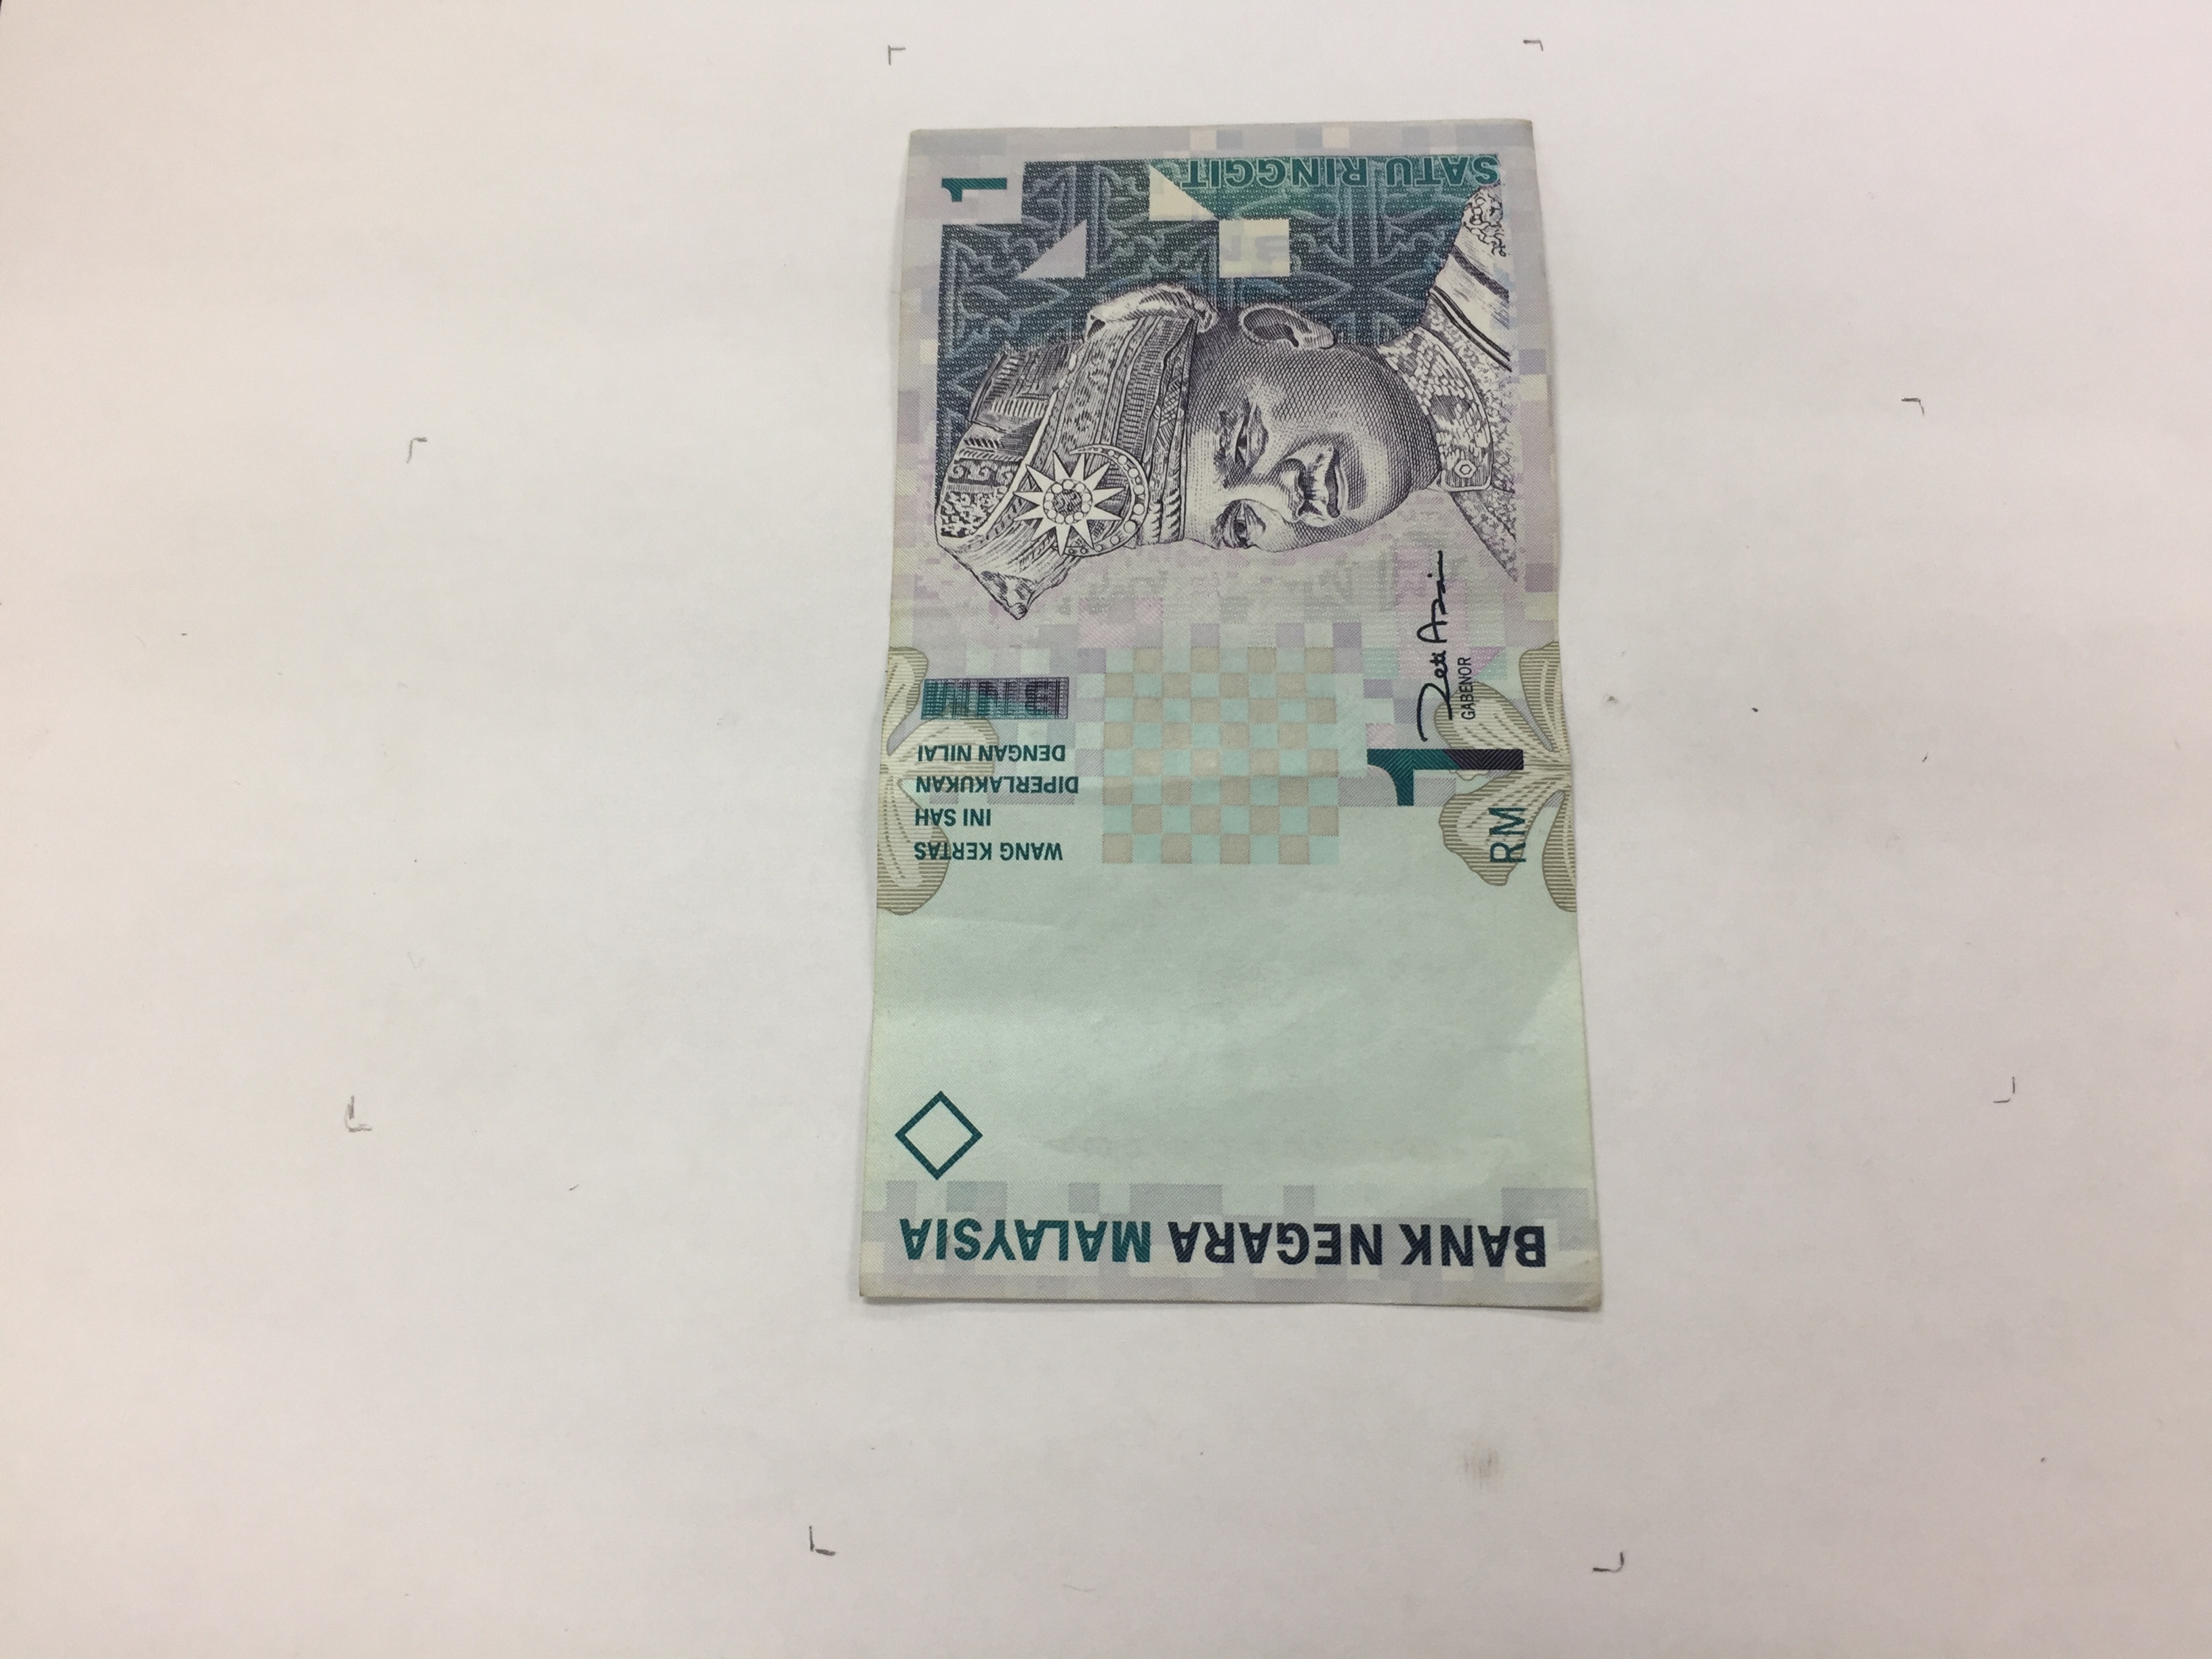 BANK NEGARA MALAYSIA
WANG KERTAS
INI SAH
DIPERLAKUKAN
DENGAN NILAI
RM 1
Zeti Aziz
GABENOR
1
SATU RINGGIT